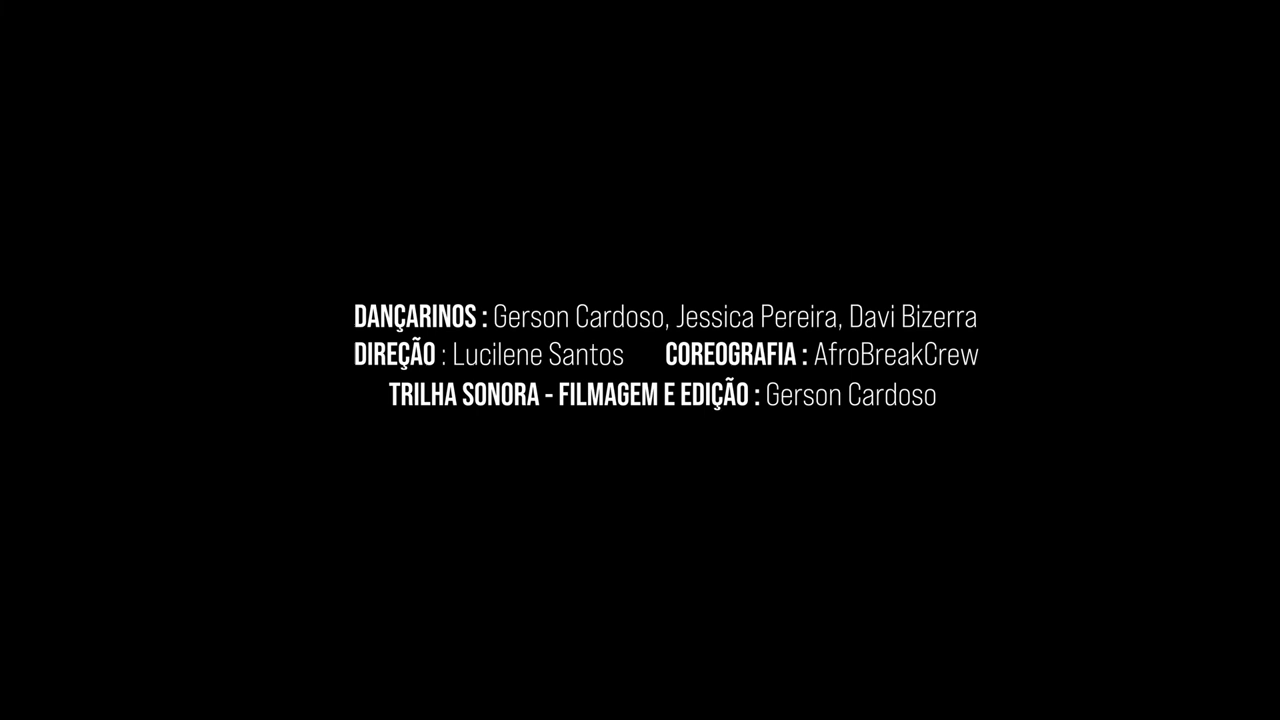 DANÇARINOS : Gerson Cardoso, Jessica Pereira, Davi Bizerra
DIREÇÃO : Lucilene Santos COREOGRAFIA : AfroBreakCrew
TRILHA SONORA - FILMAGEM E EDIÇÃO : Gerson Cardoso